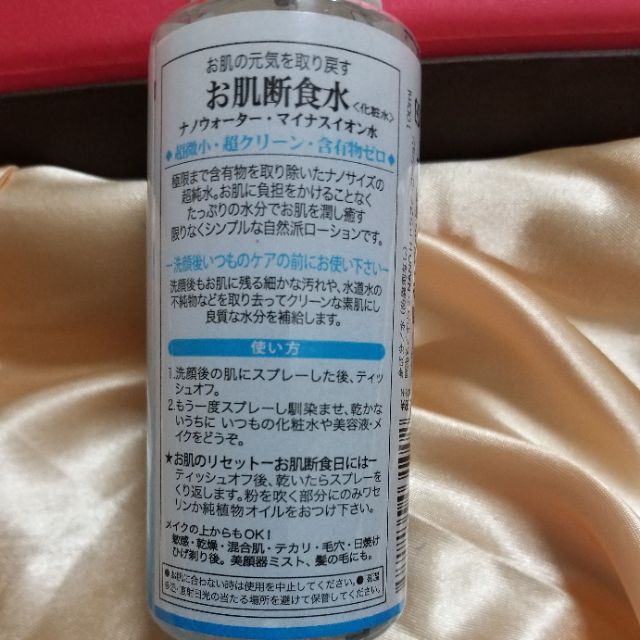 お肌の元気を取り戻す
お肌断食水〈化粧水〉
ナノウォーター・マイナスイオン水
◆超微小・超クリーン・含有物ゼロ◆
極限まで含有物を取り除いたナノサイズの
超純水。お肌に負担をかけることなく
たっぷりの水分でお肌を潤し癒す
限りなくシンプルな自然派ローションです。
ー洗顔後いつものケアの前にお使い下さいー
洗顔後もお肌に残る細かな汚れや、水道水の
不純物などを取り去ってクリーンな素肌にし
良質な水分を補給します。
使い方
1.洗顔後の肌にスプレーした後、ティッ
シュオフ。
2.もう一度スプレーし馴染ませ、乾かな
いうちに いつもの化粧水や美容液・メ
イクをどうぞ。
★お肌のリセットーお肌断食日にはー
ティッシュオフ後、乾いたらスプレーを
くり返します。粉を吹く部分にのみワセ
リンか純植物オイルをおつけ下さい。
メイクの上からもOK!
敏感・乾燥・混合肌・テカリ・毛穴・日焼け
ひげ剃り後。美顔器ミスト、髪の毛にも。
●お肌に合わない時は使用を中止してください。●高温
直射日光の当たる場所を避けて保管してください。